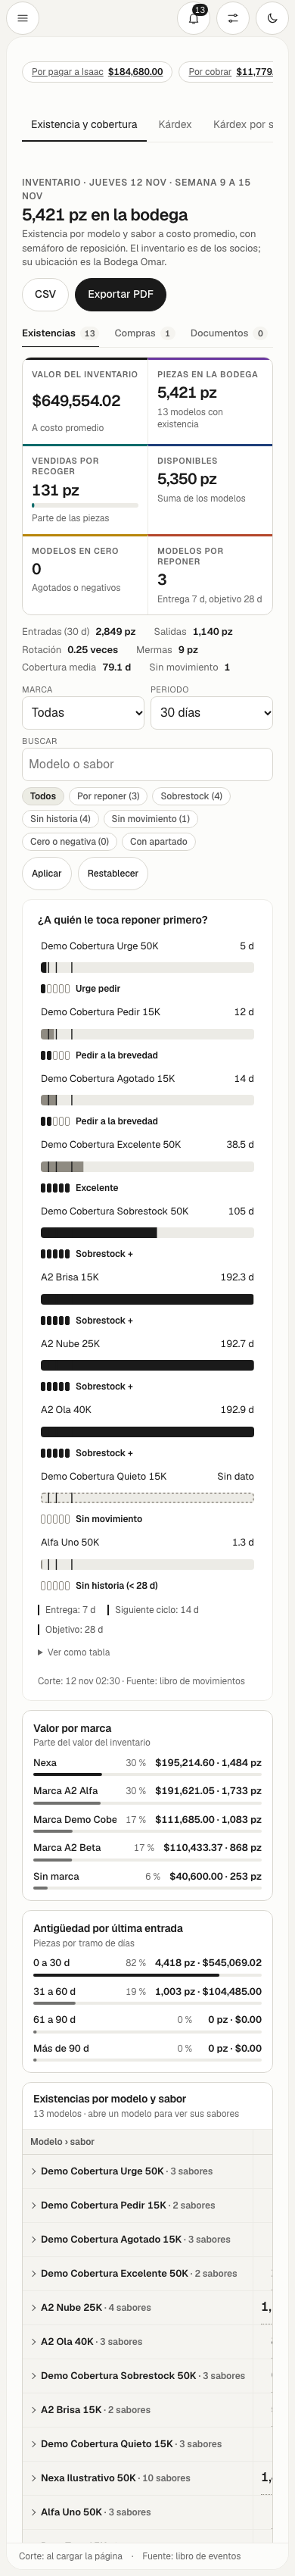 13
Por pagar a Isaac $184,680.00 Por cobrar $11,779.
Existencia y cobertura Kárdex Kárdex por s
INVENTARIO · JUEVES 12 NOV · SEMANA 9 A 15
NOV
5,421 pz en la bodega
Existencia por modelo y sabor a costo promedio, con
semáforo de reposición. El inventario es de los socios;
su ubicación es la Bodega Omar.
CSV Exportar PDF
Existencias 13 Compras 1 Documentos 0
VALOR DEL INVENTARIO
$649,554.02
A costo promedio
PIEZAS EN LA BODEGA
5,421 pz
13 modelos con
existencia
VENDIDAS POR
RECOGER
131 pz
Parte de las piezas
DISPONIBLES
5,350 pz
Suma de los modelos
MODELOS EN CERO
0
Agotados o negativos
MODELOS POR
REPONER
3
Entrega 7 d, objetivo 28 d
Entradas (30 d) 2,849 pz Salidas 1,140 pz
Rotación 0.25 veces Mermas 9 pz
Cobertura media 79.1 d Sin movimiento 1
MARCA PERIODO
Todas 30 días
BUSCAR
Modelo o sabor
Todos Por reponer (3) Sobrestock (4)
Sin historia (4) Sin movimiento (1)
Cero o negativa (0) Con apartado
Aplicar Restablecer
¿A quién le toca reponer primero?
Demo Cobertura Urge 50K 5 d
Urge pedir
Demo Cobertura Pedir 15K 12 d
Pedir a la brevedad
Demo Cobertura Agotado 15K 14 d
Pedir a la brevedad
Demo Cobertura Excelente 50K 38.5 d
Excelente
Demo Cobertura Sobrestock 50K 105 d
Sobrestock +
A2 Brisa 15K 192.3 d
Sobrestock +
A2 Nube 25K 192.7 d
Sobrestock +
A2 Ola 40K 192.9 d
Sobrestock +
Demo Cobertura Quieto 15K Sin dato
Sin movimiento
Alfa Uno 50K 1.3 d
Sin historia (< 28 d)
Entrega: 7 d Siguiente ciclo: 14 d
Objetivo: 28 d
Ver como tabla
Corte: 12 nov 02:30 · Fuente: libro de movimientos
Valor por marca
Parte del valor del inventario
Nexa 30 % $195,214.60 · 1,484 pz
Marca A2 Alfa 30 % $191,621.05 · 1,733 pz
Marca Demo Cobe 17 % $111,685.00 · 1,083 pz
Marca A2 Beta 17 % $110,433.37 · 868 pz
Sin marca 6 % $40,600.00 · 253 pz
Antigüedad por última entrada
Piezas por tramo de días
0 a 30 d 82 % 4,418 pz · $545,069.02
31 a 60 d 19 % 1,003 pz · $104,485.00
61 a 90 d 0 % 0 pz · $0.00
Más de 90 d 0 % 0 pz · $0.00
Existencias por modelo y sabor
13 modelos · abre un modelo para ver sus sabores
Modelo › sabor
Demo Cobertura Urge 50K · 3 sabores
Demo Cobertura Pedir 15K · 2 sabores
Demo Cobertura Agotado 15K · 3 sabores
Demo Cobertura Excelente 50K · 2 sabores
A2 Nube 25K · 4 sabores 1,
A2 Ola 40K · 3 sabores
Demo Cobertura Sobrestock 50K · 3 sabores
A2 Brisa 15K · 2 sabores
Demo Cobertura Quieto 15K · 3 sabores
Nexa Ilustrativo 50K · 10 sabores 1,
Alfa Uno 50K · 3 sabores
Corte: al cargar la página · Fuente: libro de eventos